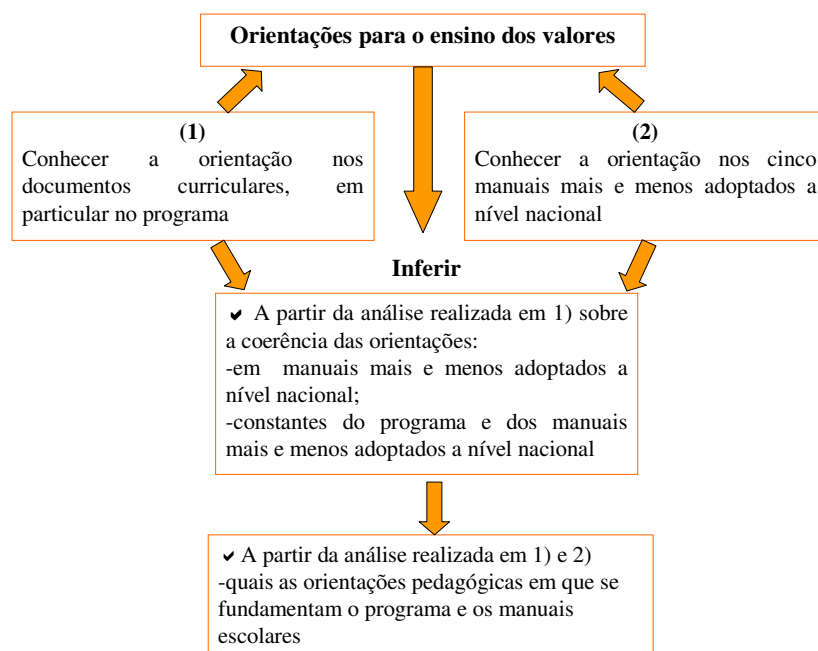 Orientações para o ensino dos valores
(1)
Conhecer a orientação nos
documentos curriculares, em
particular no programa
(2)
Conhecer a orientação nos cinco
manuais mais e menos adoptados a
nível nacional
Inferir
✔ A partir da análise realizada em 1) sobre
a coerência das orientações:
-em manuais mais e menos adoptados a
nível nacional;
-constantes do programa e dos manuais
mais e menos adoptados a nível nacional
✔ A partir da análise realizada em 1) e 2)
-quais as orientações pedagógicas em que se
fundamentam o programa e os manuais
escolares